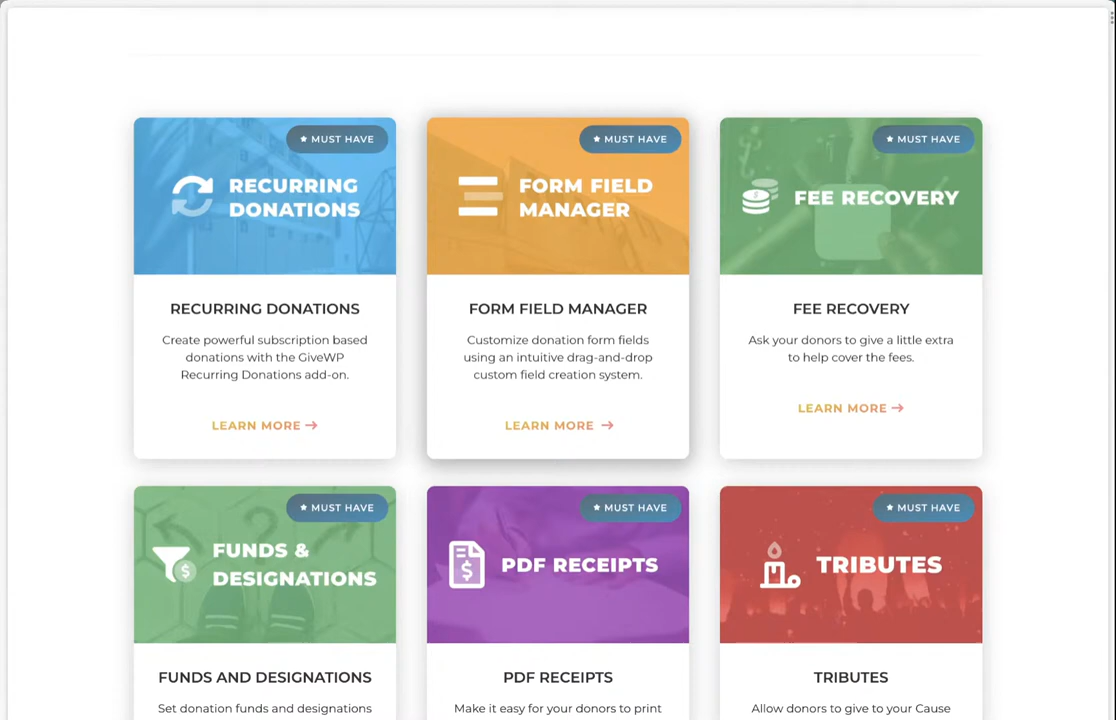 ★ MUST HAVE
RECURRING
DONATIONS
RECURRING DONATIONS
Create powerful subscription based
donations with the GiveWP
Recurring Donations add-on.
LEARN MORE →
★ MUST HAVE
FORM FIELD
MANAGER
FORM FIELD MANAGER
Customize donation form fields
using an intuitive drag-and-drop
custom field creation system.
LEARN MORE →
★ MUST HAVE
FEE RECOVERY
FEE RECOVERY
Ask your donors to give a little extra
to help cover the fees.
LEARN MORE →
★ MUST HAVE
FUNDS &
DESIGNATIONS
FUNDS AND DESIGNATIONS
Set donation funds and designations
★ MUST HAVE
PDF RECEIPTS
PDF RECEIPTS
Make it easy for your donors to print
★ MUST HAVE
TRIBUTES
TRIBUTES
Allow donors to give to your Cause